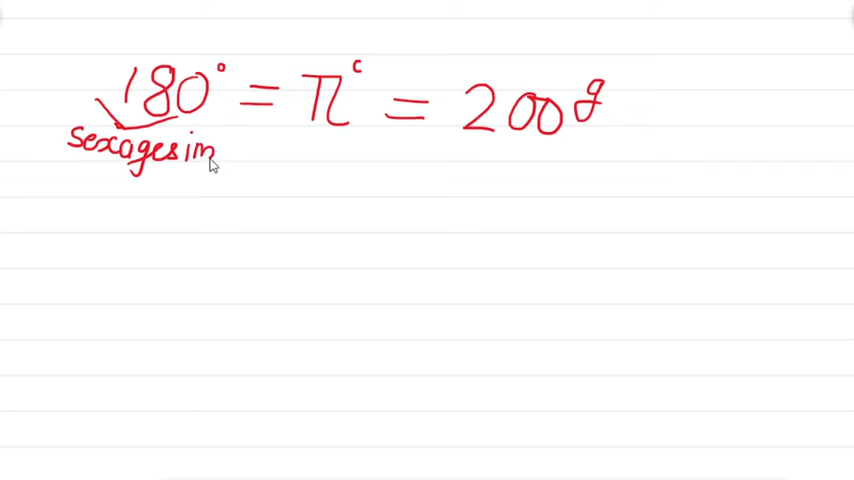 180° = π^c = 200^g
sexagesim